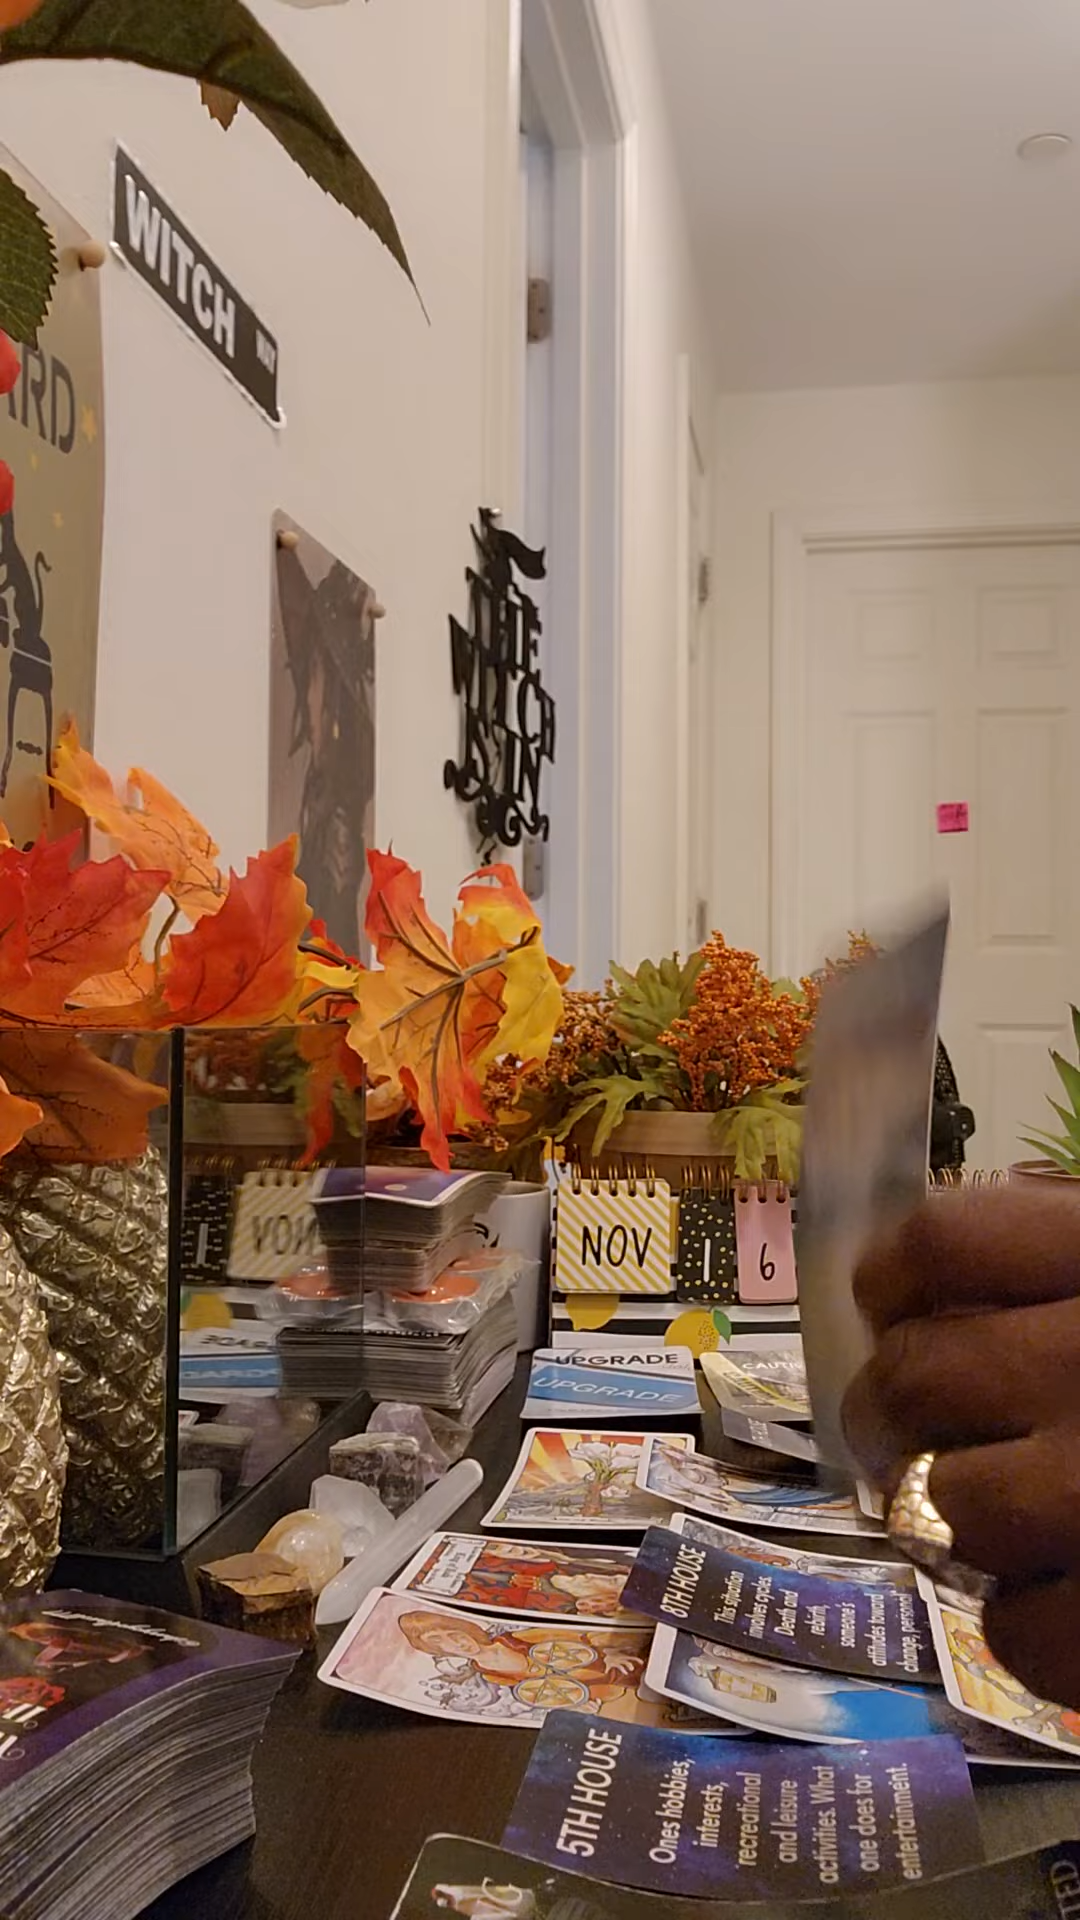 WITCH WAY
ARD
THE
WITCH
IS IN
NOV 1 6
UPGRADE
UPGRADE
8TH HOUSE
This situation
involves cycles.
Death and
rebirth,
someone's
attitudes toward
change, personal
5TH HOUSE
Ones hobbies,
interests,
recreational
and leisure
activities. What
one does for
entertainment.